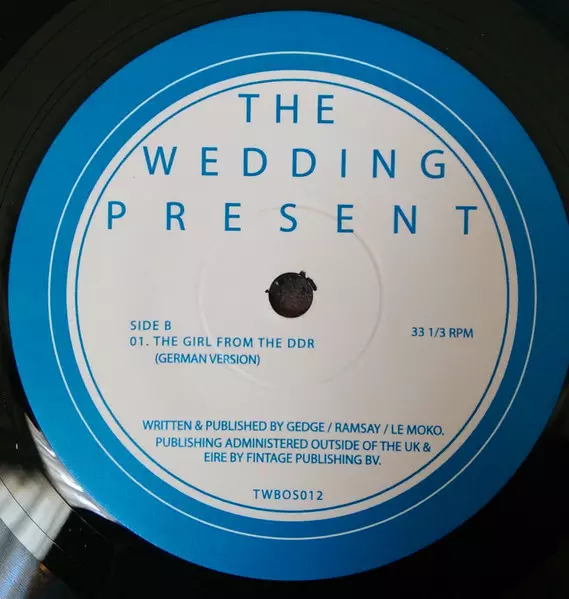 THE
WEDDING
PRESENT
SIDE B
33 1/3 RPM
01. THE GIRL FROM THE DDR
(GERMAN VERSION)
WRITTEN & PUBLISHED BY GEDGE / RAMSAY / LE MOKO.
PUBLISHING ADMINISTERED OUTSIDE OF THE UK &
EIRE BY FINTAGE PUBLISHING BV.
TWBOS012